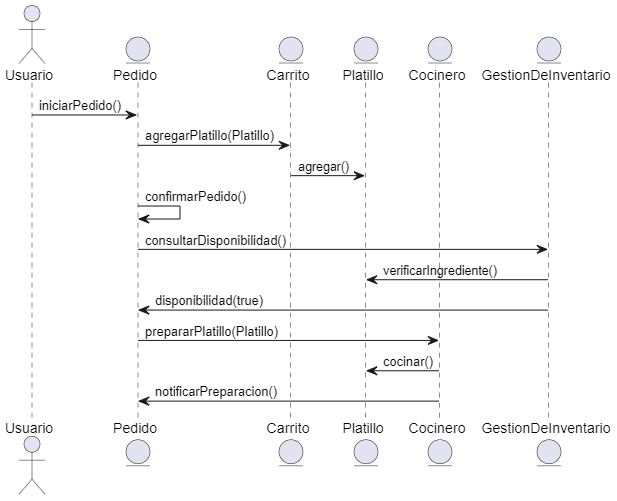 Usuario Pedido Carrito Platillo Cocinero GestionDeInventario
iniciarPedido()
agregarPlatillo(Platillo)
agregar()
confirmarPedido()
consultarDisponibilidad()
verificarIngrediente()
disponibilidad(true)
prepararPlatillo(Platillo)
cocinar()
notificarPreparacion()
Usuario Pedido Carrito Platillo Cocinero GestionDeInventario